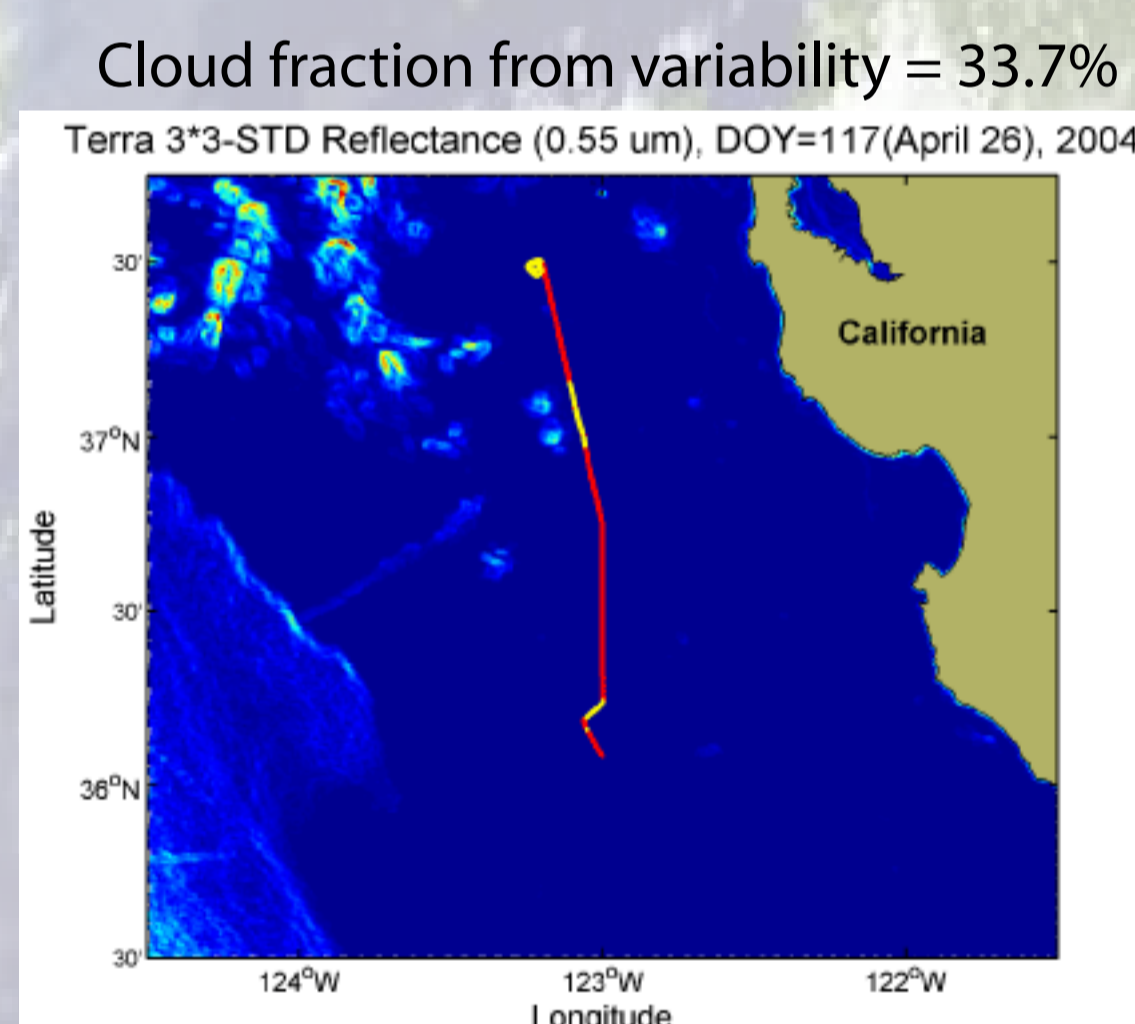 Cloud fraction from variability = 33.7%
Terra 3*3-STD Reflectance (0.55 um), DOY=117(April 26), 2004
30'
California
37°N
Latitude
30'
36°N
30'
124°W 123°W 122°W
Longitude